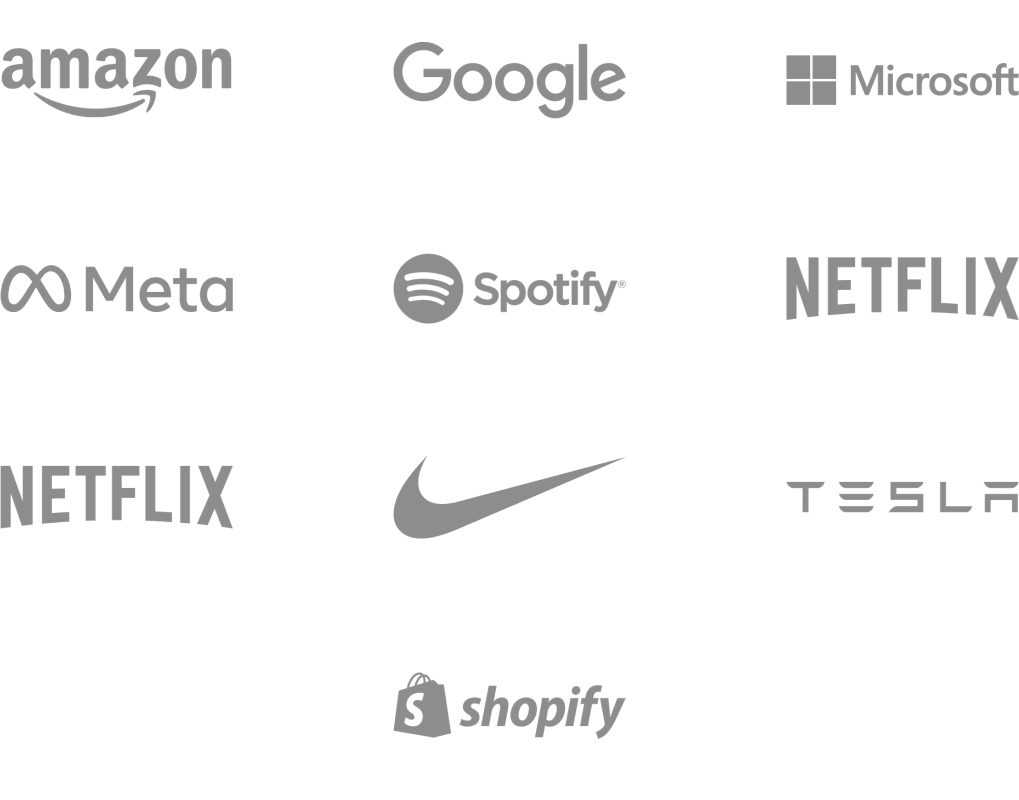 amazon
Google
Microsoft
Meta
Spotify®
NETFLIX
NETFLIX
TESLA
S shopify